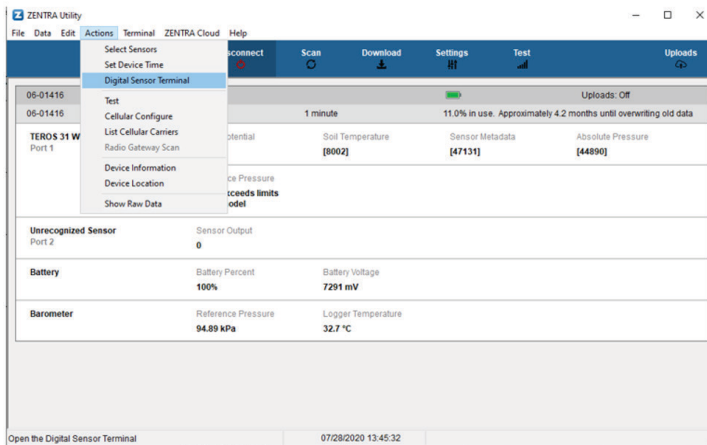 ZENTRA Utility
File Data Edit Actions Terminal ZENTRA Cloud Help
Select Sensors
Set Device Time
Digital Sensor Terminal
Test
Cellular Configure
List Cellular Carriers
Radio Gateway Scan
Device Information
Device Location
Show Raw Data
Scan Download Settings Test Uploads
06-01416 Uploads: Off
06-01416 1 minute 11.0% in use. Approximately 4.2 months until overwriting old data
TEROS 31 Soil Temperature Sensor Metadata Absolute Pressure
Port 1 [8002] [47131] [44890]
Pressure
limits
Unrecognized Sensor Sensor Output
Port 2 0
Battery Battery Percent Battery Voltage
100% 7291 mV
Barometer Reference Pressure Logger Temperature
94.89 kPa 32.7 °C
Open the Digital Sensor Terminal 07/28/2020 13:45:32